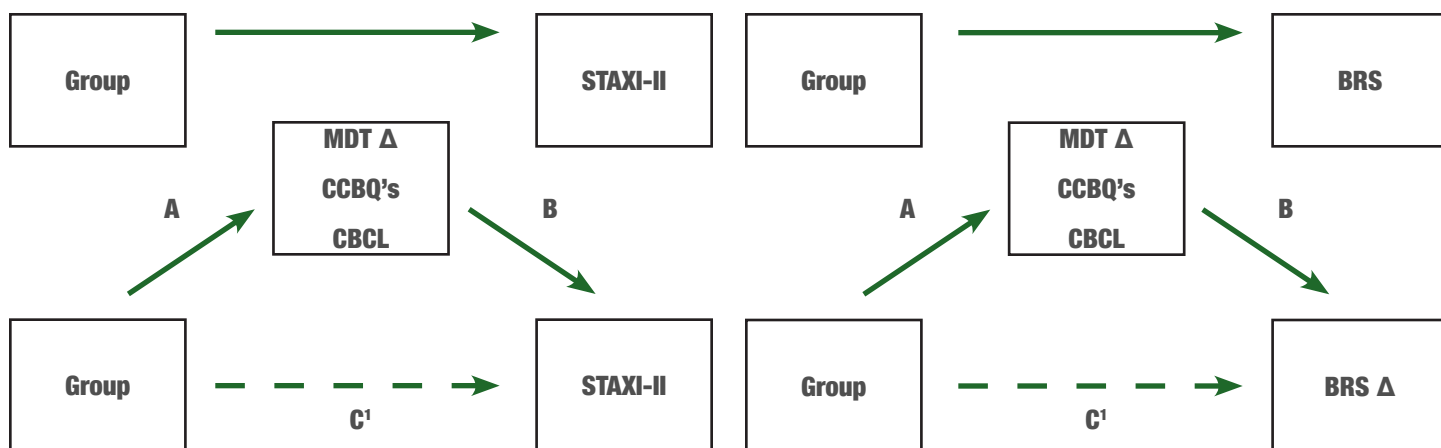 Group
STAXI-II
MDT Δ
CCBQ's
CBCL
A
B
Group
STAXI-II
C¹
Group
BRS
MDT Δ
CCBQ's
CBCL
A
B
Group
BRS Δ
C¹